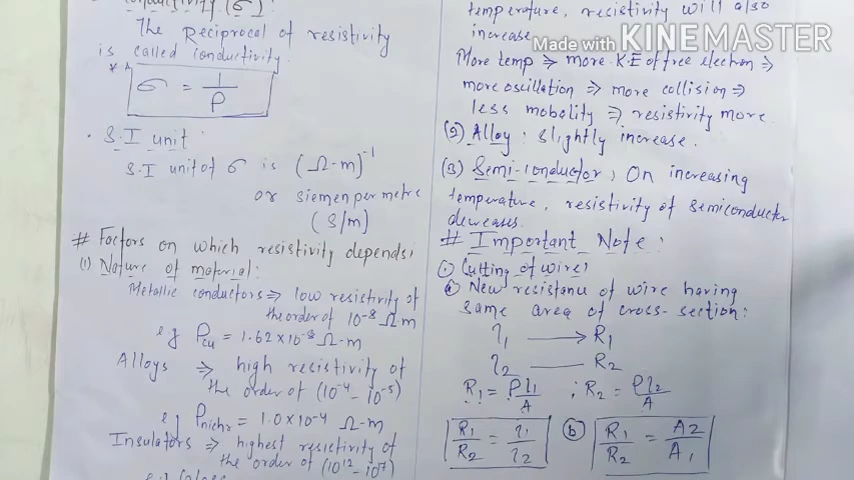 Conductivity (σ):
The Reciprocal of resistivity
is called conductivity.
* σ = 1/ρ
. S.I unit:
S.I unit of σ is (Ω-m)⁻¹
or siemen per metre
(S/m)
# Factors on which resistivity depends:
(1) Nature of material:
Metallic conductors ⇒ low resistivity of
the order of 10⁻⁸ Ω m
eg ρcu = 1.62×10⁻⁸ Ω-m
Alloys ⇒ high resistivity of
the order of (10⁻⁴ - 10⁻⁵)
eg ρnichr = 1.0×10⁻⁴ Ω-m
Insulators ⇒ highest resistivity of
the order of (10¹² - 10⁷)
temperature, resistivity will also
increase
Made with KINEMASTER
More temp ⇒ more K.E of free electron ⇒
more oscillation ⇒ more collision ⇒
less mobality ⇒ resistivity more.
(2) Alloy: slightly increase.
(3) Semi-conductor: On increasing
temperature, resistivity of semiconductor
decreases.
# Important Note:
Cutting of wire:
(a) New resistance of wire having
same area of cross-section:
l₁ → R₁
l₂ — R₂
R₁ = ρl₁/A ; R₂ = ρl₂/A
R₁/R₂ = l₁/l₂ (b) R₁/R₂ = A₂/A₁